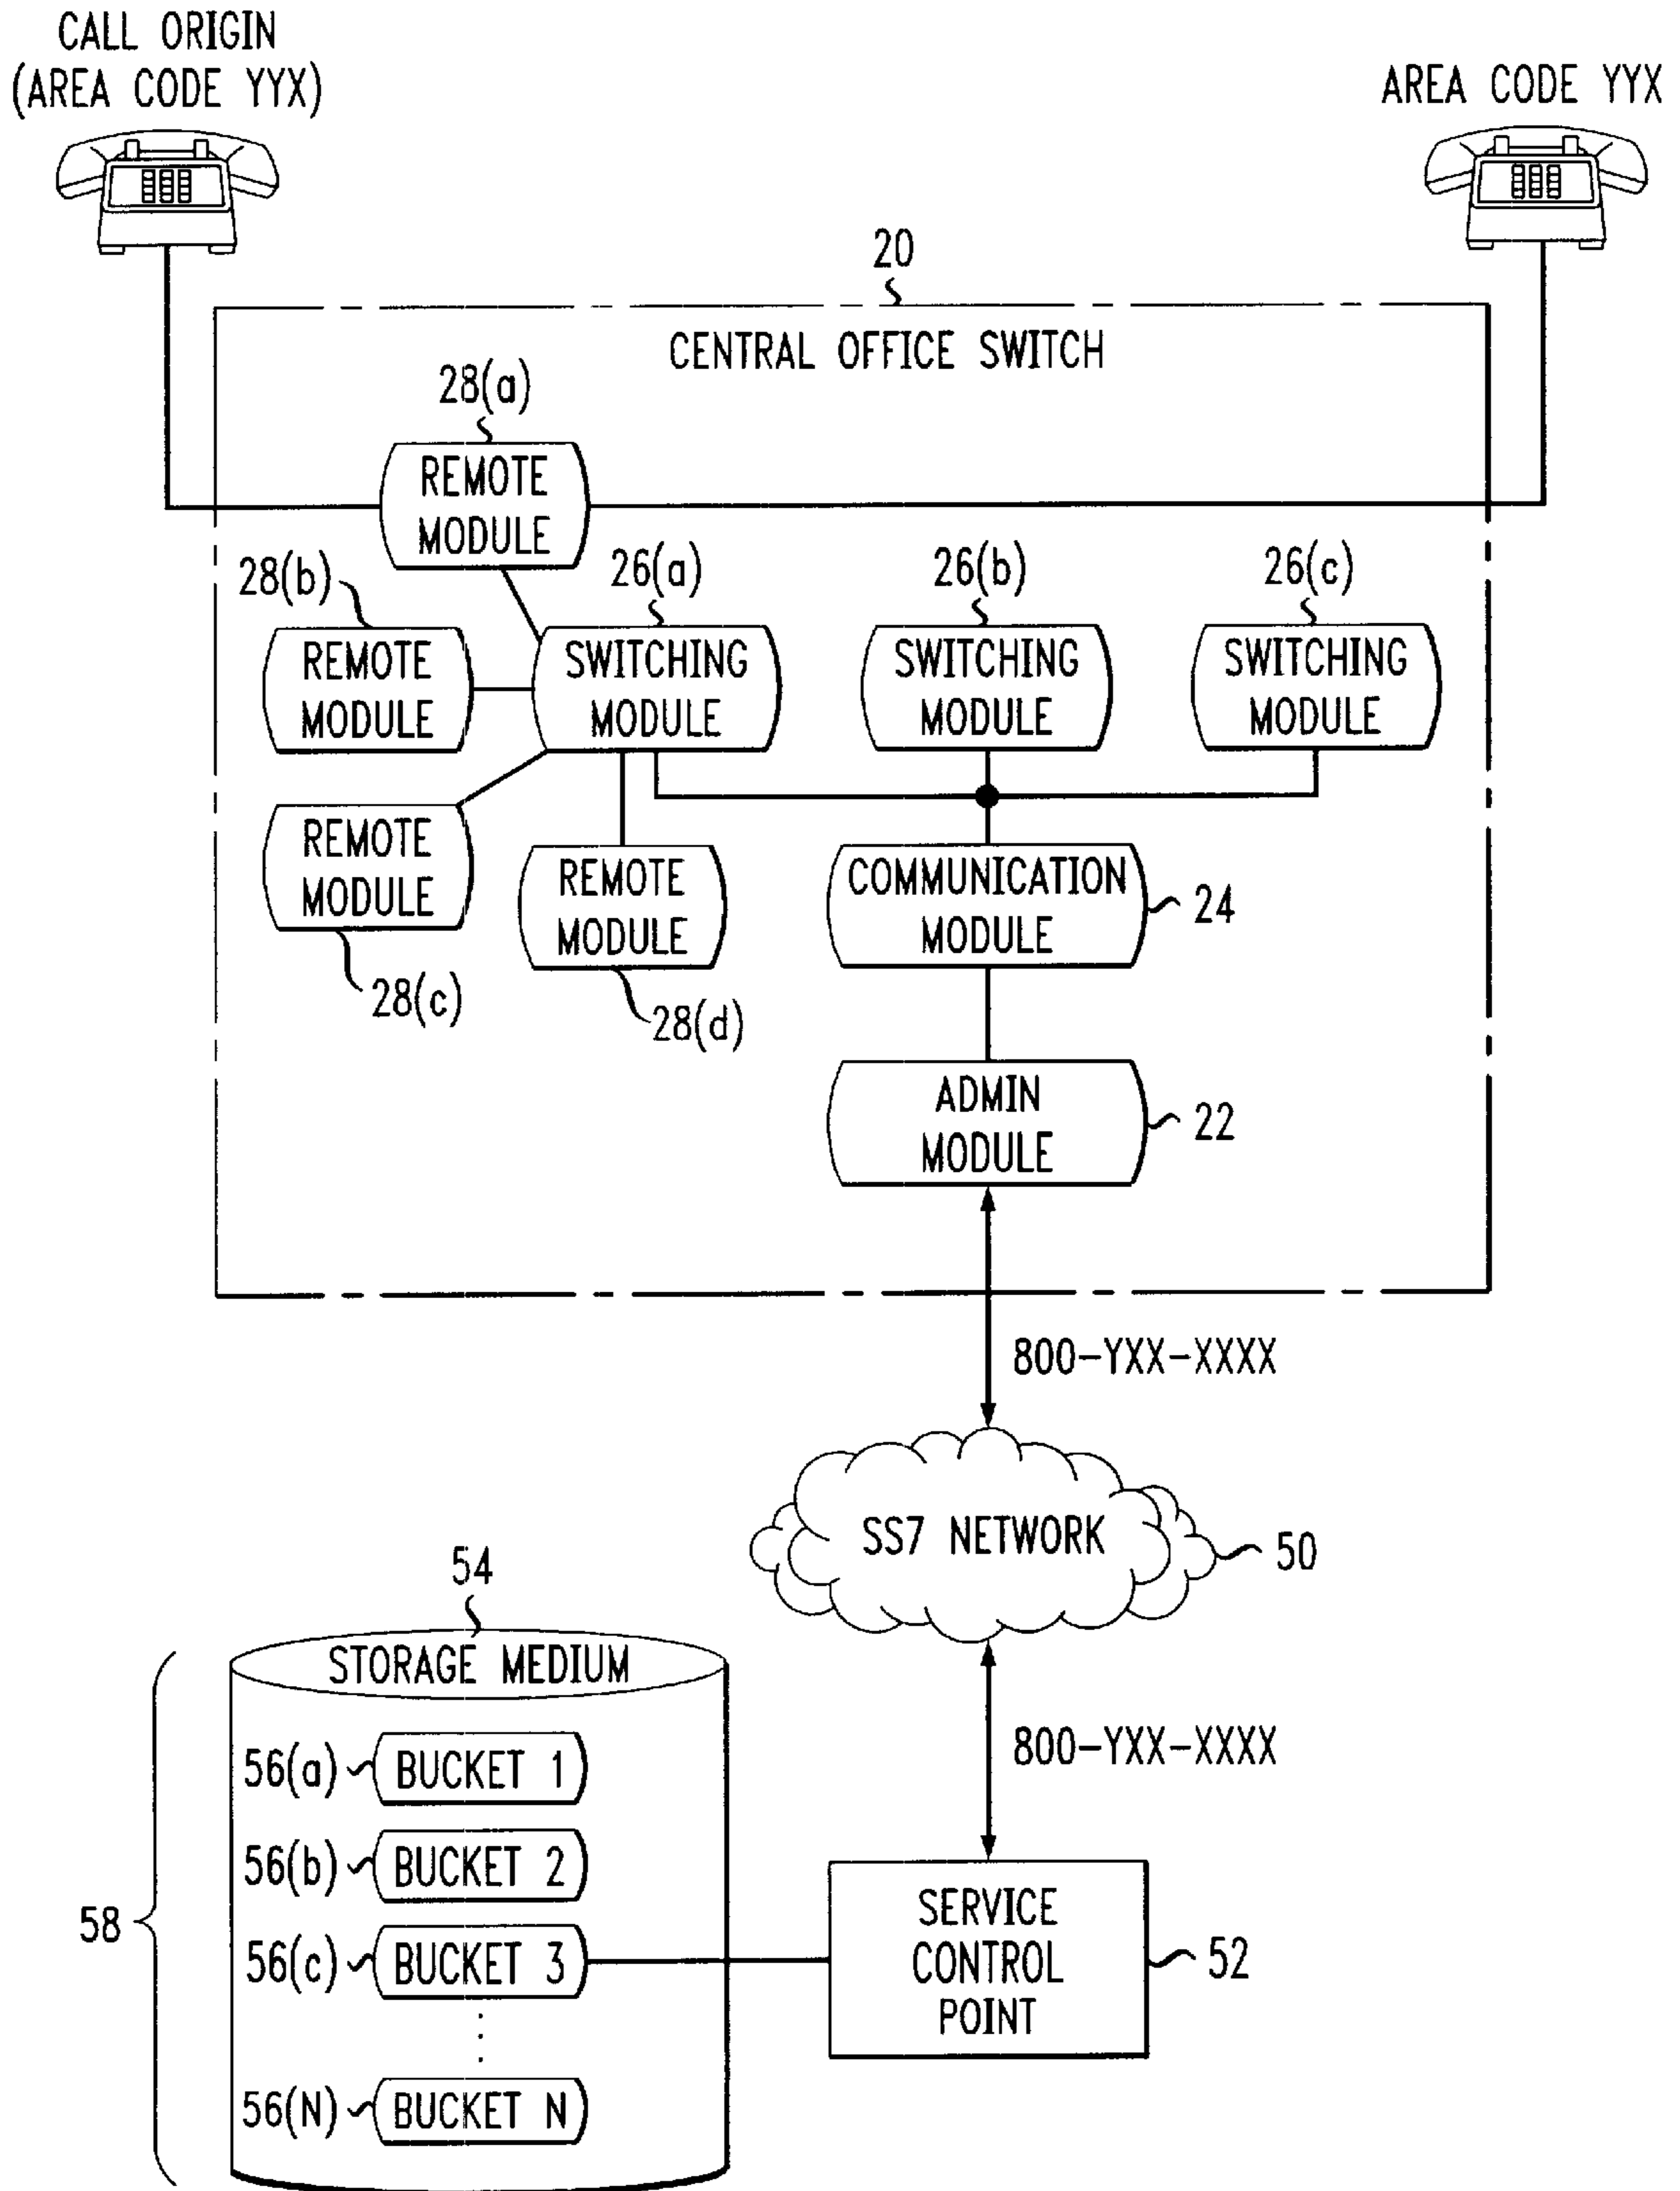 CALL ORIGIN
(AREA CODE YYX)
AREA CODE YYX
20
CENTRAL OFFICE SWITCH
28(a)
REMOTE
MODULE
28(b)
REMOTE
MODULE
26(a)
SWITCHING
MODULE
26(b)
SWITCHING
MODULE
26(c)
SWITCHING
MODULE
REMOTE
MODULE
28(c)
REMOTE
MODULE
28(d)
COMMUNICATION
MODULE
24
ADMIN
MODULE
22
800-YXX-XXXX
SS7 NETWORK
50
800-YXX-XXXX
54
STORAGE MEDIUM
58
56(a)
BUCKET 1
56(b)
BUCKET 2
56(c)
BUCKET 3
56(N)
BUCKET N
SERVICE
CONTROL
POINT
52